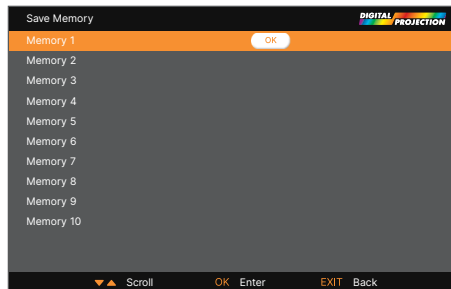 Save Memory
DIGITAL
PROJECTION
Memory 1 OK
Memory 2
Memory 3
Memory 4
Memory 5
Memory 6
Memory 7
Memory 8
Memory 9
Memory 10
Scroll OK Enter EXIT Back